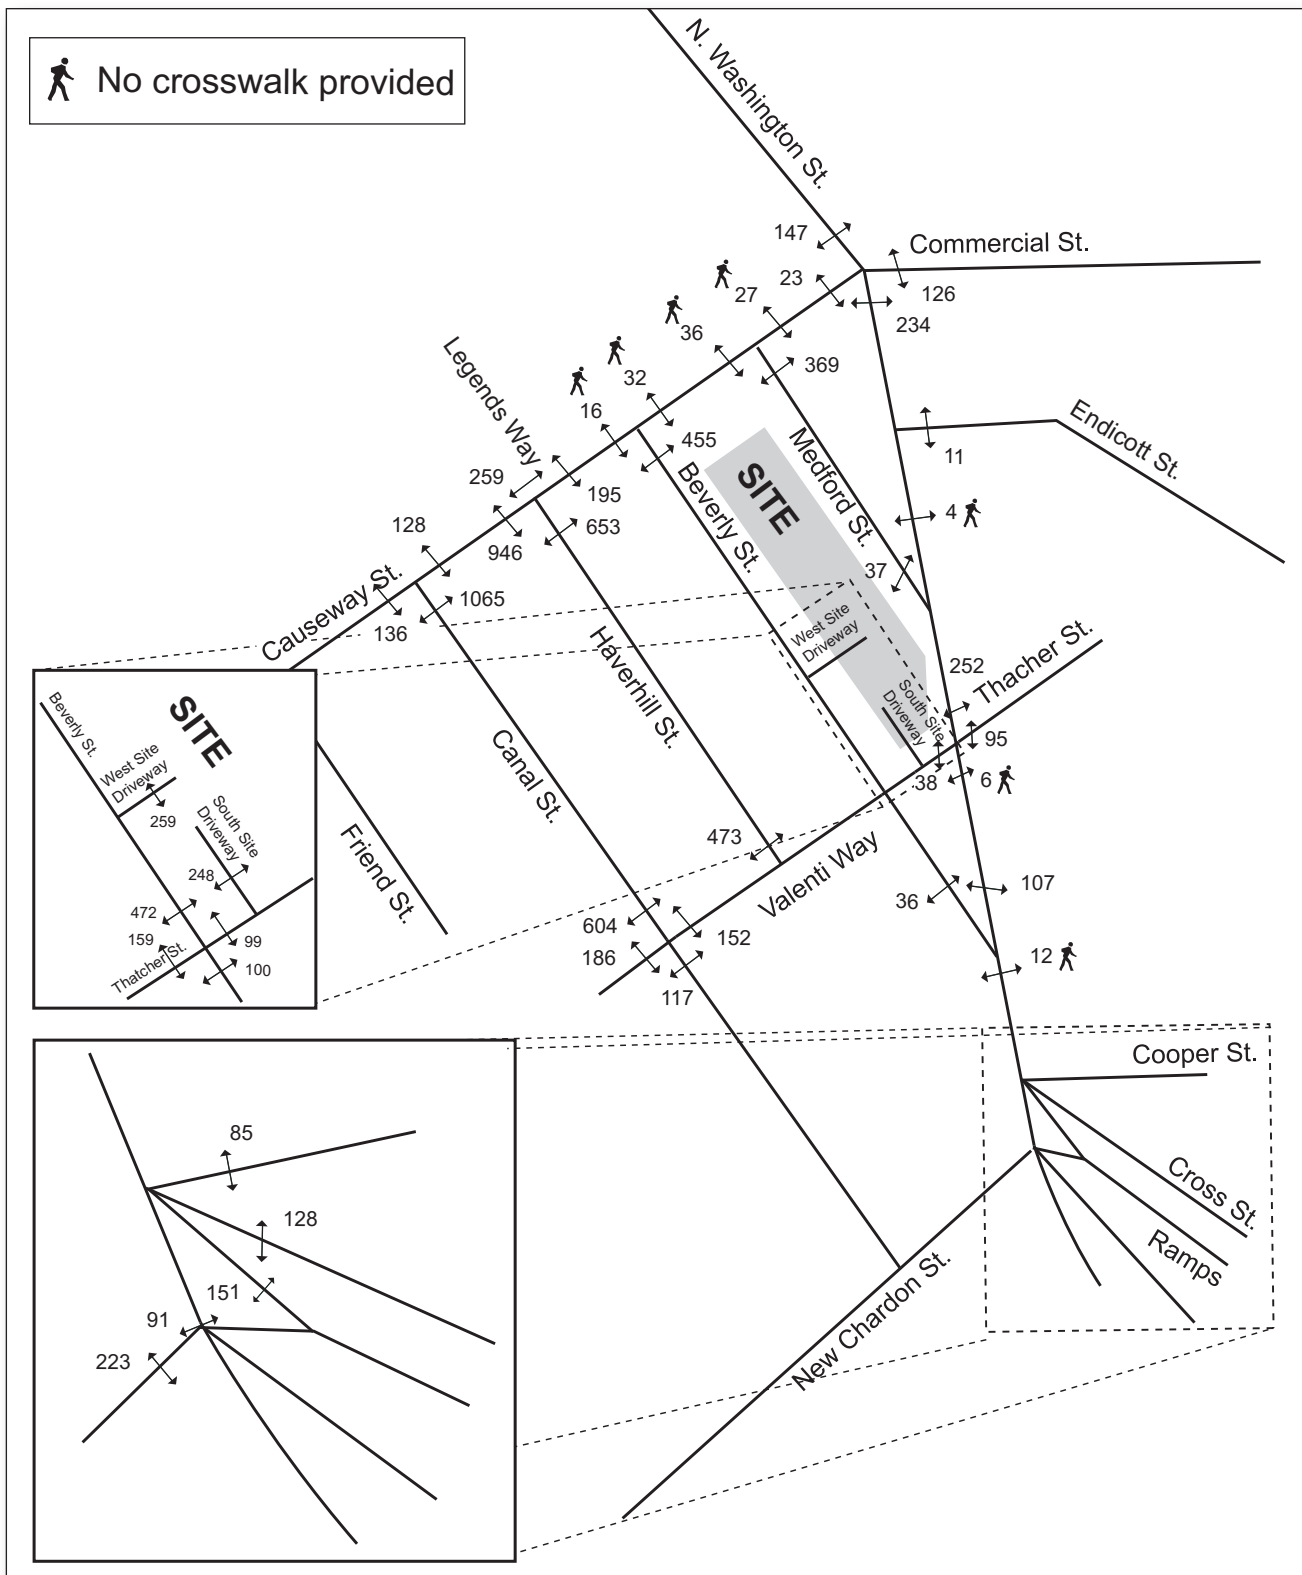 No crosswalk provided
N. Washington St.
147
Commercial St.
23
126
27
234
36
369
Legends Way
32
16
455
Endicott St.
11
Medford St.
SITE
Beverly St.
259
195
4
128
946
653
37
Causeway St.
136
1065
Haverhill St.
West Site
Driveway
252
Thacher St.
South Site
Driveway
95
38
6
Canal St.
473
Valenti Way
36
107
604
152
186
117
12
Friend St.
Beverly St.
SITE
West Site
Driveway
259
South Site
Driveway
248
472
159
99
Thatcher St.
100
Cooper St.
Cross St.
Ramps
New Chardon St.
85
128
151
91
223